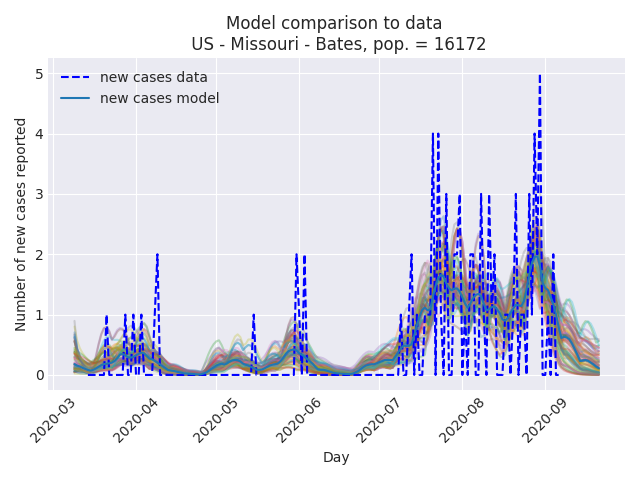 Model comparison to data
US - Missouri - Bates, pop. = 16172
new cases data
new cases model
Number of new cases reported
5
4
3
2
1
0
2020-03
2020-04
2020-05
2020-06
2020-07
2020-08
2020-09
Day